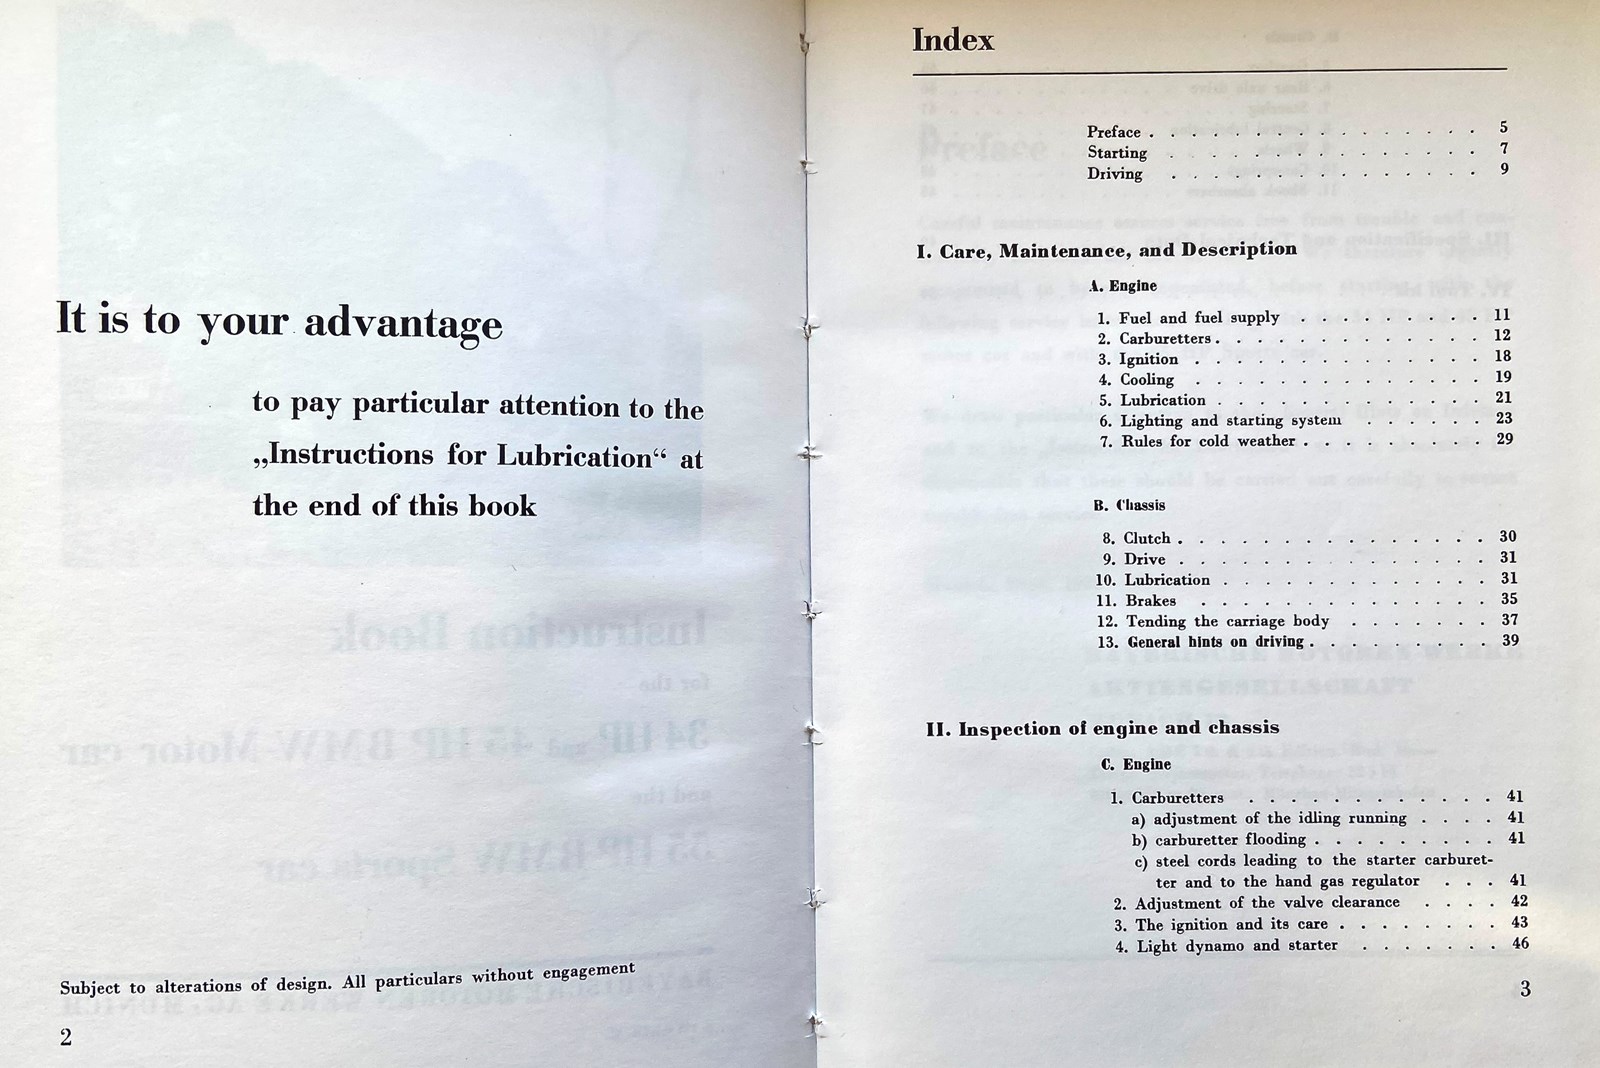 It is to your advantage
to pay particular attention to the
„Instructions for Lubrication“ at
the end of this book
Subject to alterations of design. All particulars without engagement
2
Index
Preface . . . . . . . . . . . . . . . . 5
Starting . . . . . . . . . . . . . . . 7
Driving . . . . . . . . . . . . . . . 9
I. Care, Maintenance, and Description
A. Engine
1. Fuel and fuel supply . . . . . . . . . 11
2. Carburetters . . . . . . . . . . . . . 12
3. Ignition . . . . . . . . . . . . . . 18
4. Cooling . . . . . . . . . . . . . . 19
5. Lubrication . . . . . . . . . . . . . 21
6. Lighting and starting system . . . . . . 23
7. Rules for cold weather . . . . . . . . . 29
B. Chassis
8. Clutch . . . . . . . . . . . . . . . 30
9. Drive . . . . . . . . . . . . . . . 31
10. Lubrication . . . . . . . . . . . . . 31
11. Brakes . . . . . . . . . . . . . . 35
12. Tending the carriage body . . . . . . . 37
13. General hints on driving . . . . . . . . . 39
II. Inspection of engine and chassis
C. Engine
1. Carburetters . . . . . . . . . . . . 41
a) adjustment of the idling running . . . . 41
b) carburetter flooding . . . . . . . . . 41
c) steel cords leading to the starter carburet-
ter and to the hand gas regulator . . . 41
2. Adjustment of the valve clearance . . . . 42
3. The ignition and its care . . . . . . . . 43
4. Light dynamo and starter . . . . . . . 46
3